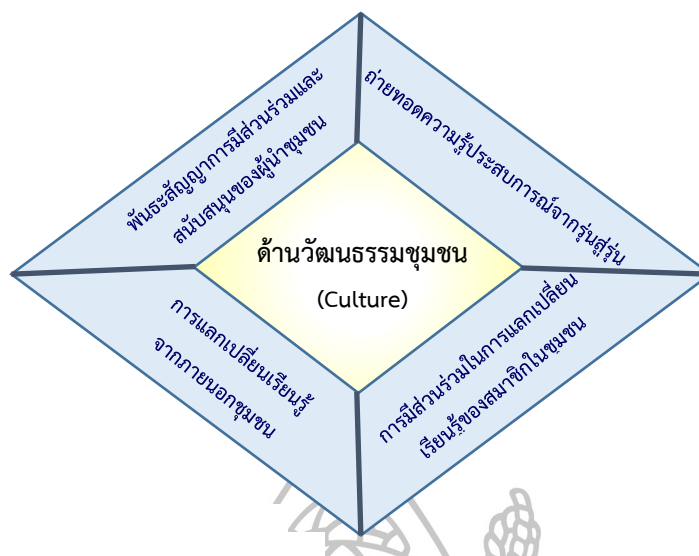 พันธะสัญญาการมีส่วนร่วมและ
สนับสนุนของผู้นำชุมชน
ถ่ายทอดความรู้ประสบการณ์จากรุ่นสู่รุ่น
ด้านวัฒนธรรมชุมชน
(Culture)
การแลกเปลี่ยนเรียนรู้
จากภายนอกชุมชน
การมีส่วนร่วมในการแลกเปลี่ยน
เรียนรู้ของสมาชิกในชุมชน